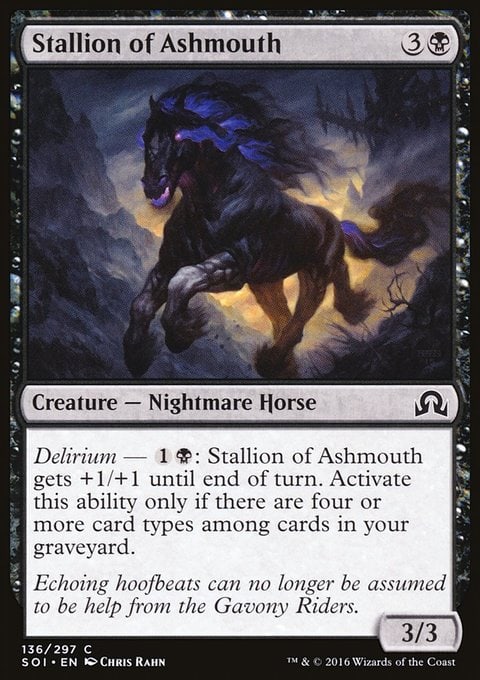 Stallion of Ashmouth 3
Creature — Nightmare Horse
Delirium — 1 : Stallion of Ashmouth
gets +1/+1 until end of turn. Activate
this ability only if there are four or
more card types among cards in your
graveyard.
Echoing hoofbeats can no longer be assumed
to be help from the Gavony Riders.
3/3
136/297 C
SOI • EN Chris Rahn
™ & © 2016 Wizards of the Coast